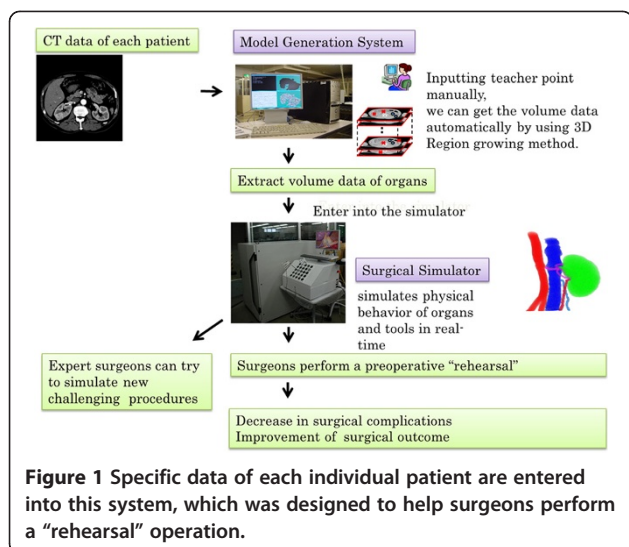 CT data of each patient
Model Generation System
Inputting teacher point
manually,
we can get the volume data
automatically by using 3D
Region growing method.
Extract volume data of organs
Enter into the simulator
Surgical Simulator
simulates physical
behavior of organs
and tools in real-
time
Expert surgeons can try
to simulate new
challenging procedures
Surgeons perform a preoperative “rehearsal”
Decrease in surgical complications
Improvement of surgical outcome
Figure 1 Specific data of each individual patient are entered
into this system, which was designed to help surgeons perform
a “rehearsal” operation.